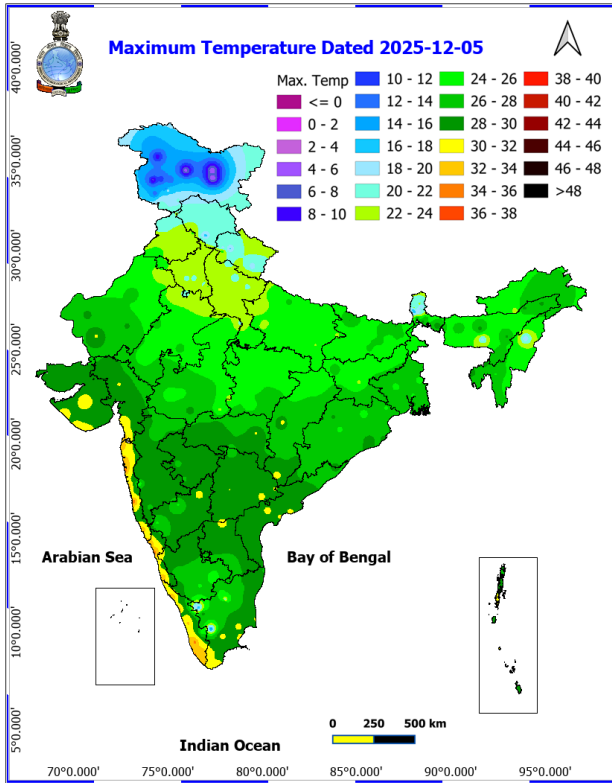 Maximum Temperature Dated 2025-12-05
Max. Temp
<= 0
0 - 2
2 - 4
4 - 6
6 - 8
8 - 10
10 - 12
12 - 14
14 - 16
16 - 18
18 - 20
20 - 22
22 - 24
24 - 26
26 - 28
28 - 30
30 - 32
32 - 34
34 - 36
36 - 38
38 - 40
40 - 42
42 - 44
44 - 46
46 - 48
>48
40°0.000'
35°0.000'
30°0.000'
25°0.000'
20°0.000'
15°0.000'
10°0.000'
5°0.000'
Arabian Sea
Bay of Bengal
Indian Ocean
0 250 500 km
70°0.000' 75°0.000' 80°0.000' 85°0.000' 90°0.000' 95°0.000'